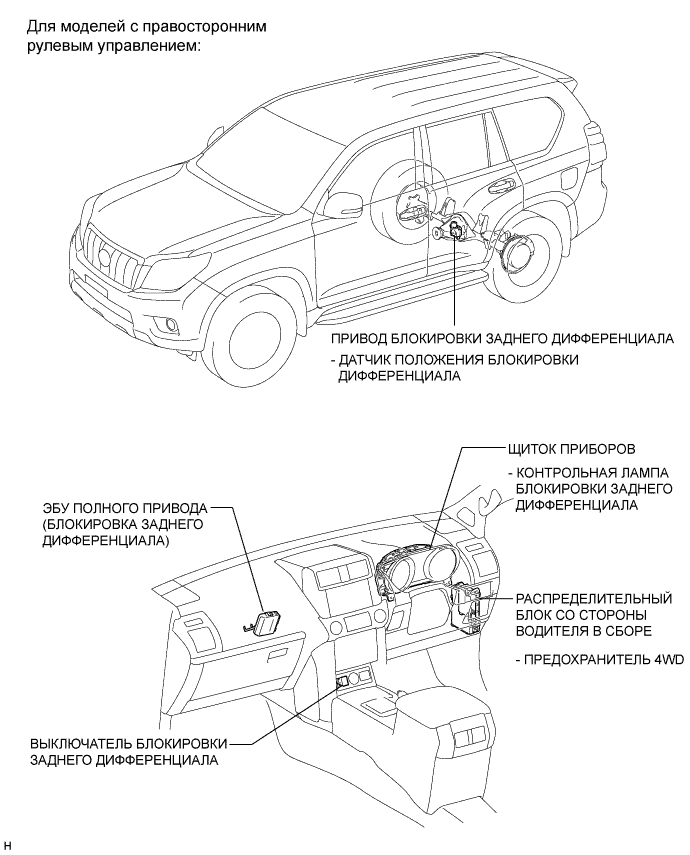 Для моделей с правосторонним
рулевым управлением:
ПРИВОД БЛОКИРОВКИ ЗАДНЕГО ДИФФЕРЕНЦИАЛА
- ДАТЧИК ПОЛОЖЕНИЯ БЛОКИРОВКИ
ДИФФЕРЕНЦИАЛА
ЩИТОК ПРИБОРОВ
- КОНТРОЛЬНАЯ ЛАМПА
БЛОКИРОВКИ ЗАДНЕГО
ДИФФЕРЕНЦИАЛА
ЭБУ ПОЛНОГО ПРИВОДА
(БЛОКИРОВКА ЗАДНЕГО
ДИФФЕРЕНЦИАЛА)
РАСПРЕДЕЛИТЕЛЬНЫЙ
БЛОК СО СТОРОНЫ
ВОДИТЕЛЯ В СБОРЕ
- ПРЕДОХРАНИТЕЛЬ 4WD
ВЫКЛЮЧАТЕЛЬ БЛОКИРОВКИ
ЗАДНЕГО ДИФФЕРЕНЦИАЛА
H